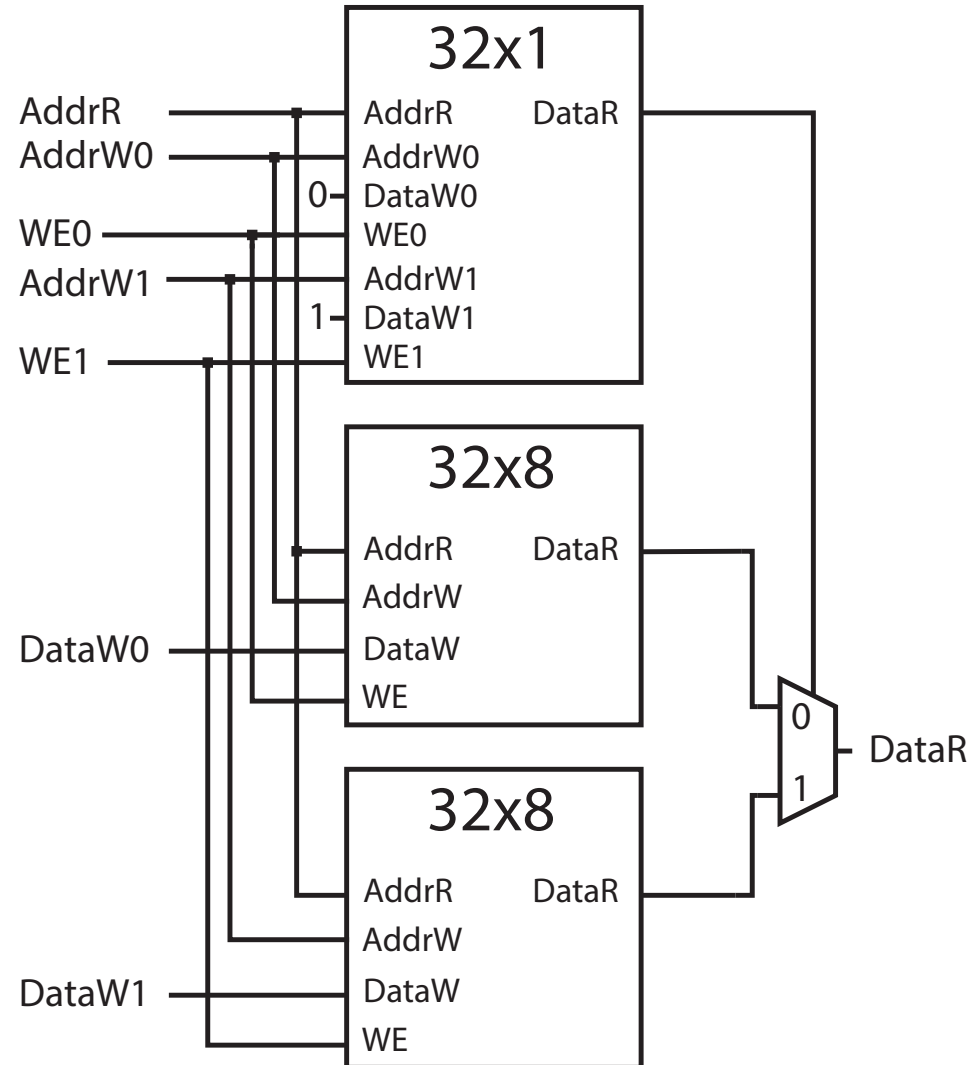 32x1
AddrR AddrR DataR
AddrW0 AddrW0
0 DataW0
WE0 WE0
AddrW1 AddrW1
1 DataW1
WE1 WE1
32x8
AddrR DataR
AddrW
DataW0 DataW
WE
0
DataR
1
32x8
AddrR DataR
AddrW
DataW1 DataW
WE